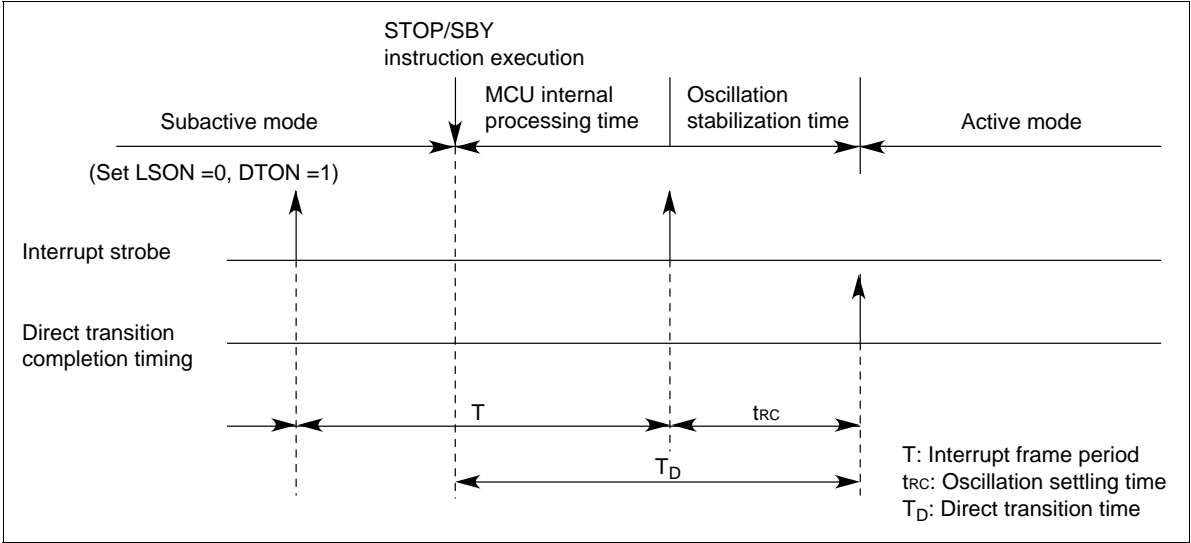 STOP/SBY
instruction execution
MCU internal
processing time
Oscillation
stabilization time
Subactive mode
Active mode
(Set LSON =0, DTON =1)
Interrupt strobe
Direct transition
completion timing
T
tRC
TD
T: Interrupt frame period
tRC: Oscillation settling time
TD: Direct transition time